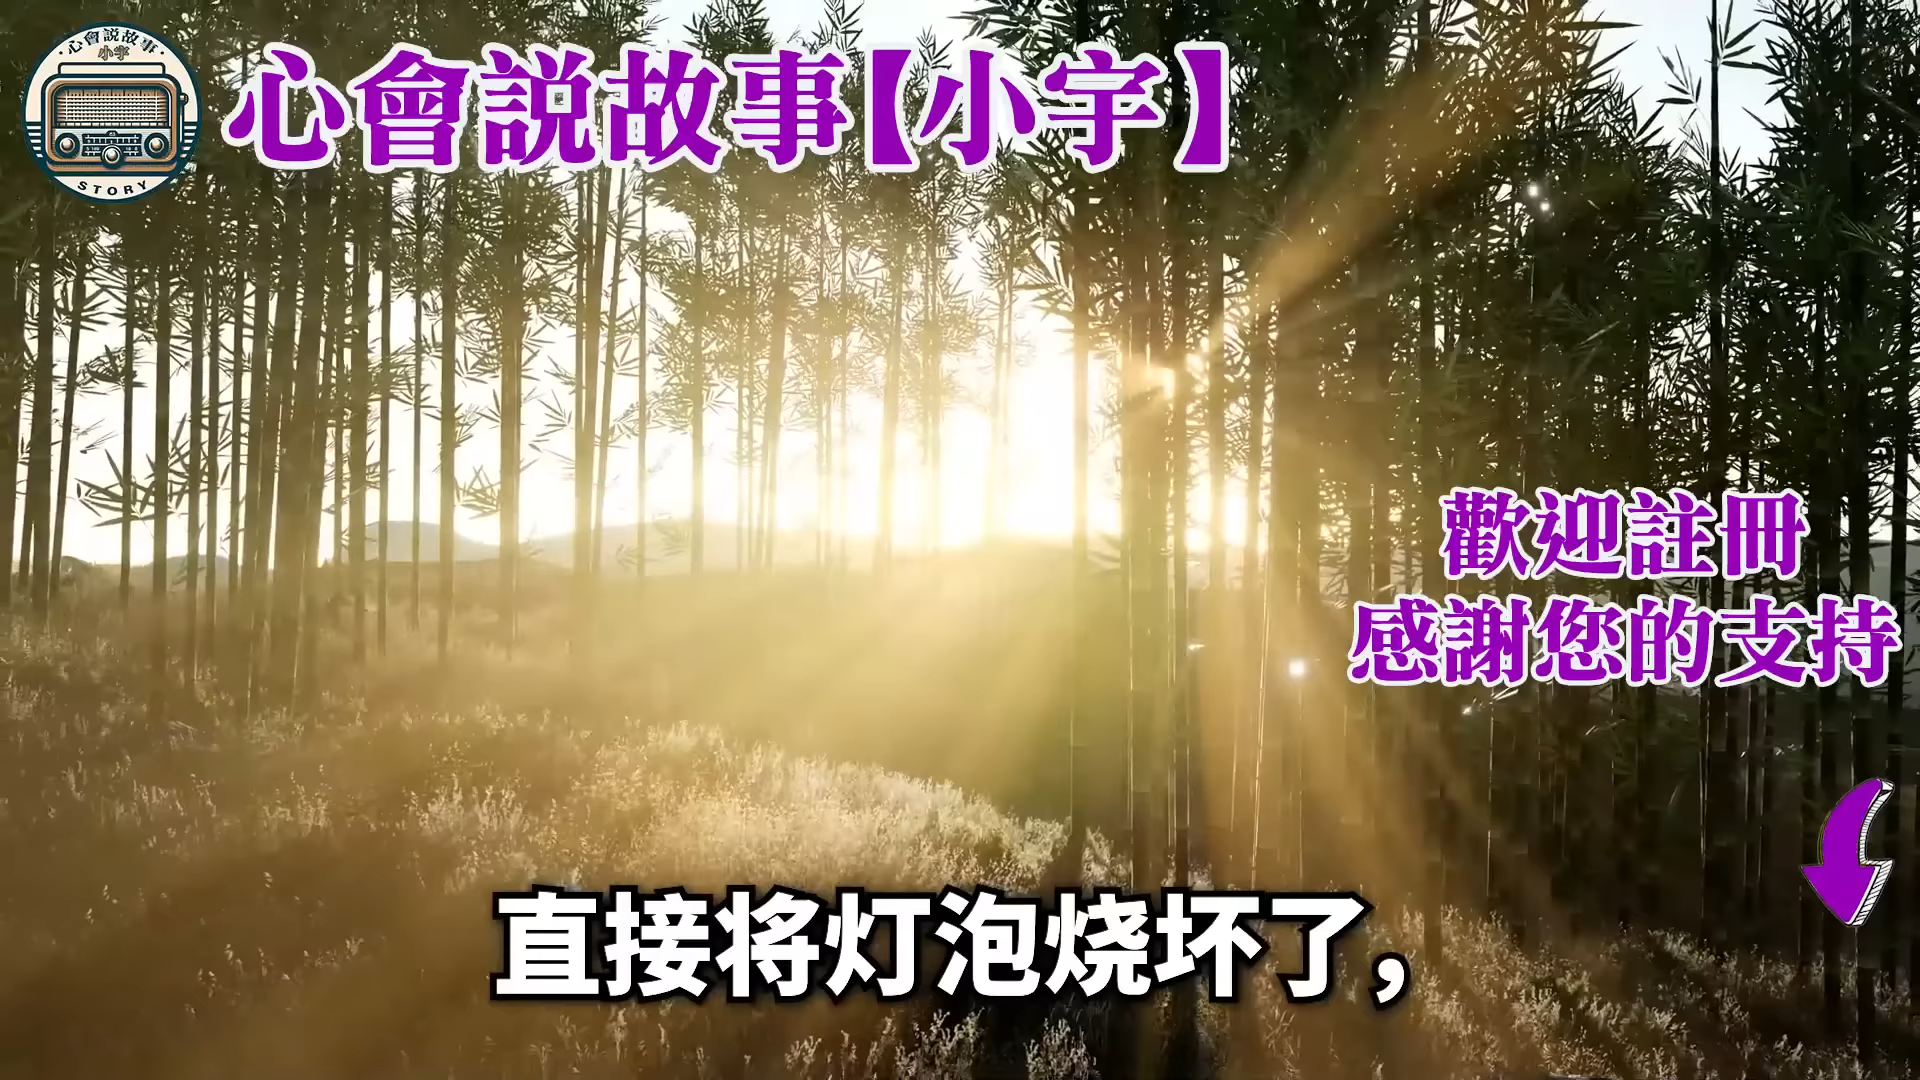 ·心會説故事·
小宇
STORY
心會説故事【小宇】
歡迎註冊
感謝您的支持
直接将灯泡烧坏了，